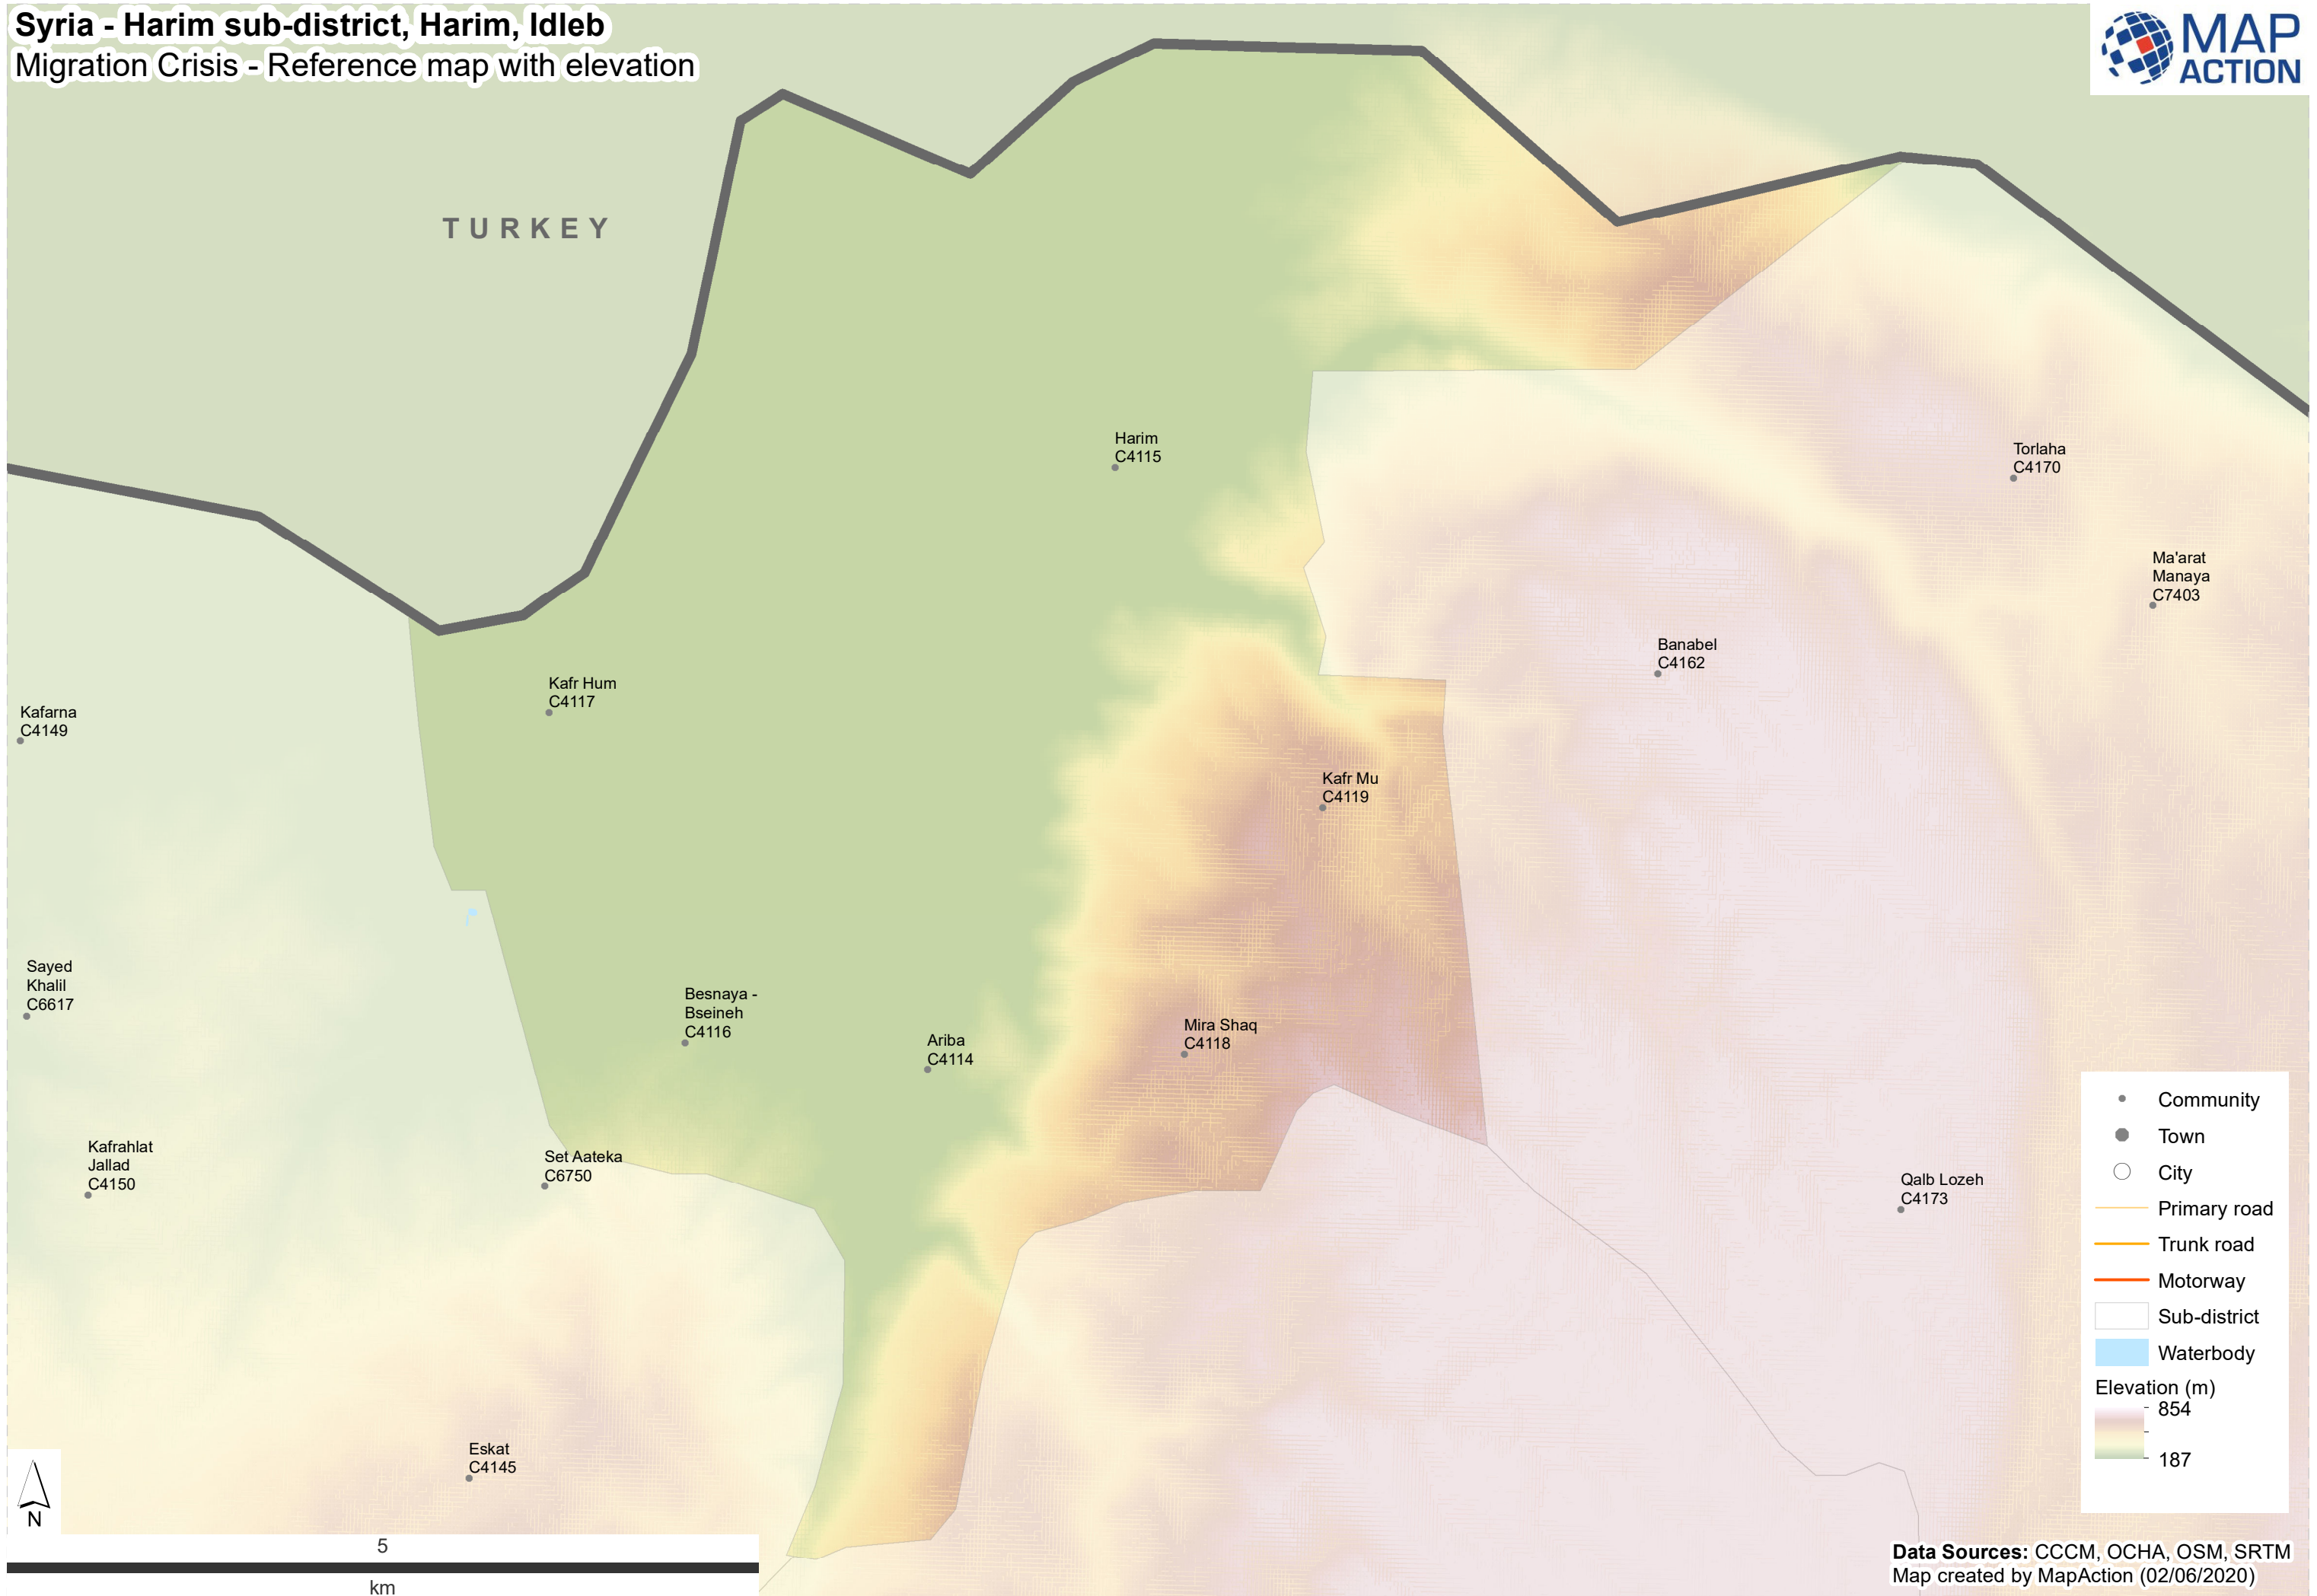 Syria - Harim sub-district, Harim, Idleb
Migration Crisis - Reference map with elevation
MAP
ACTION
TURKEY
Harim
C4115
Torlaha
C4170
Ma'arat
Manaya
C7403
Banabel
C4162
Kafr Hum
C4117
Kafarna
C4149
Kafr Mu
C4119
Sayed
Khalil
C6617
Besnaya -
Bseineh
C4116
Ariba
C4114
Mira Shaq
C4118
Kafrahlat
Jallad
C4150
Set Aateka
C6750
Qalb Lozeh
C4173
Eskat
C4145
Community
Town
City
Primary road
Trunk road
Motorway
Sub-district
Waterbody
Elevation (m)
854
187
N
5
km
Data Sources: CCCM, OCHA, OSM, SRTM
Map created by MapAction (02/06/2020)